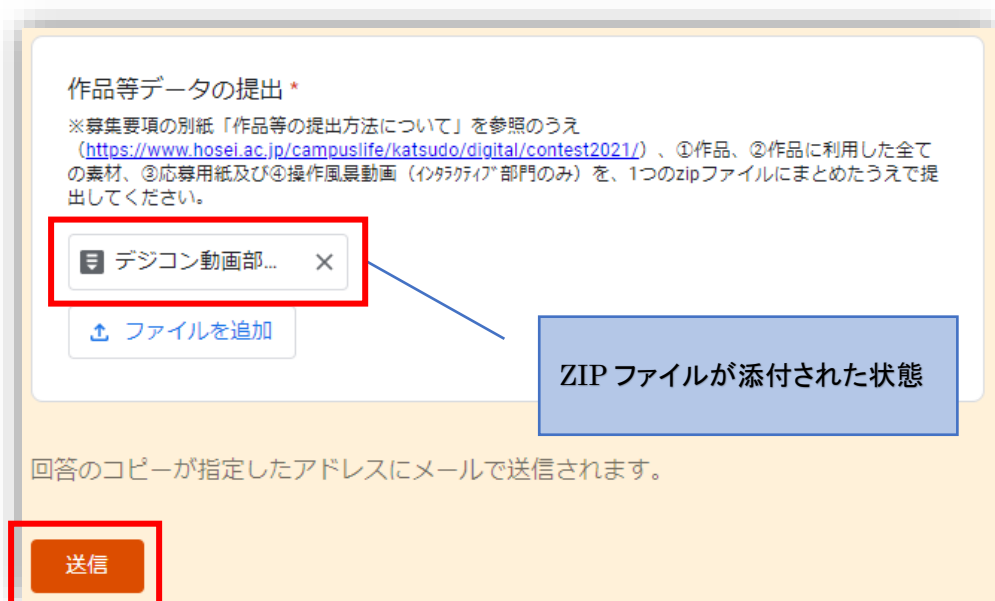 作品等データの提出 *
※募集要項の別紙「作品等の提出方法について」を参照のうえ
（https://www.hosei.ac.jp/campuslife/katsudo/digital/contest2021/）、①作品、②作品に利用した全て
の素材、③応募用紙及び④操作風景動画（ｲﾝﾀﾗｸﾃｨﾌﾞ部門のみ）を、1つのzipファイルにまとめたうえで提
出してください。
デジコン動画部...
ファイルを追加
ZIP ファイルが添付された状態
回答のコピーが指定したアドレスにメールで送信されます。
送信